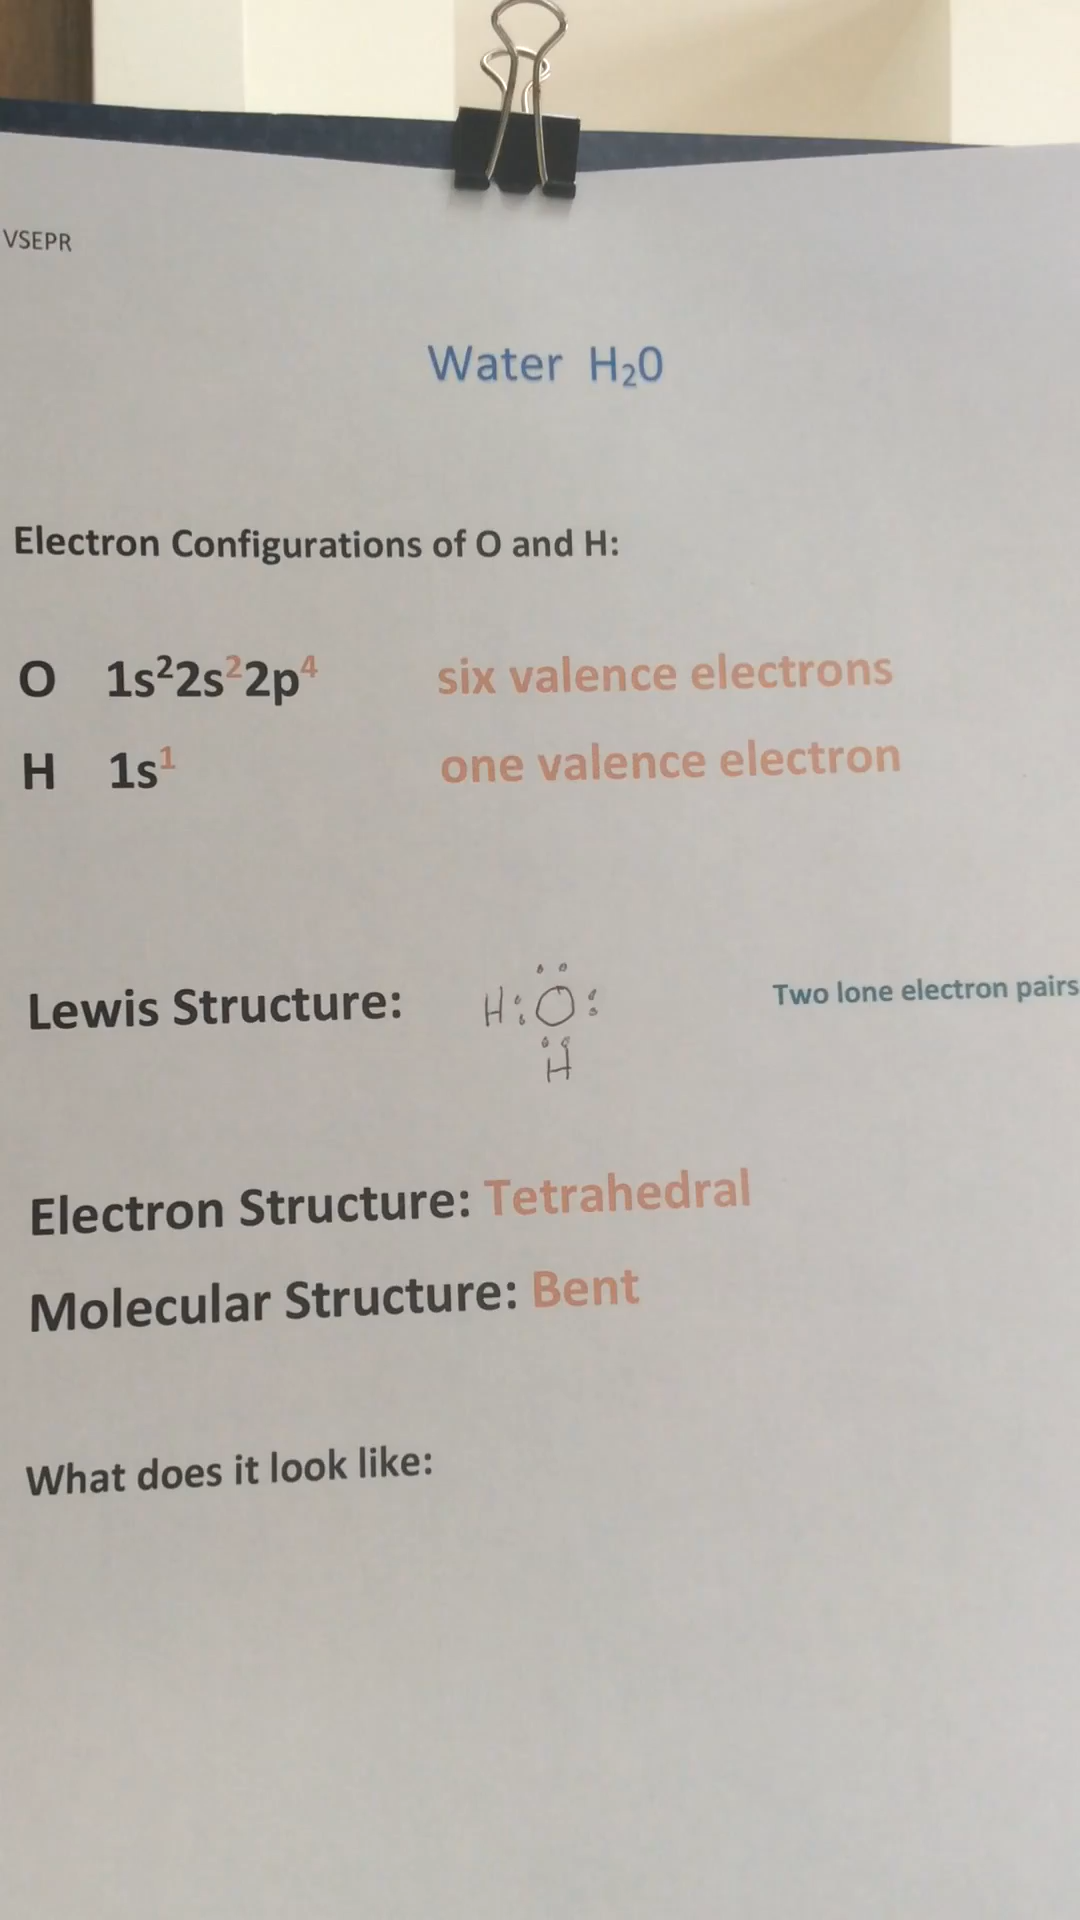 VSEPR
Water H₂0
Electron Configurations of O and H:
O 1s²2s²2p⁴ six valence electrons
H 1s¹ one valence electron
Lewis Structure: H:O: Two lone electron pairs
H
Electron Structure: Tetrahedral
Molecular Structure: Bent
What does it look like: